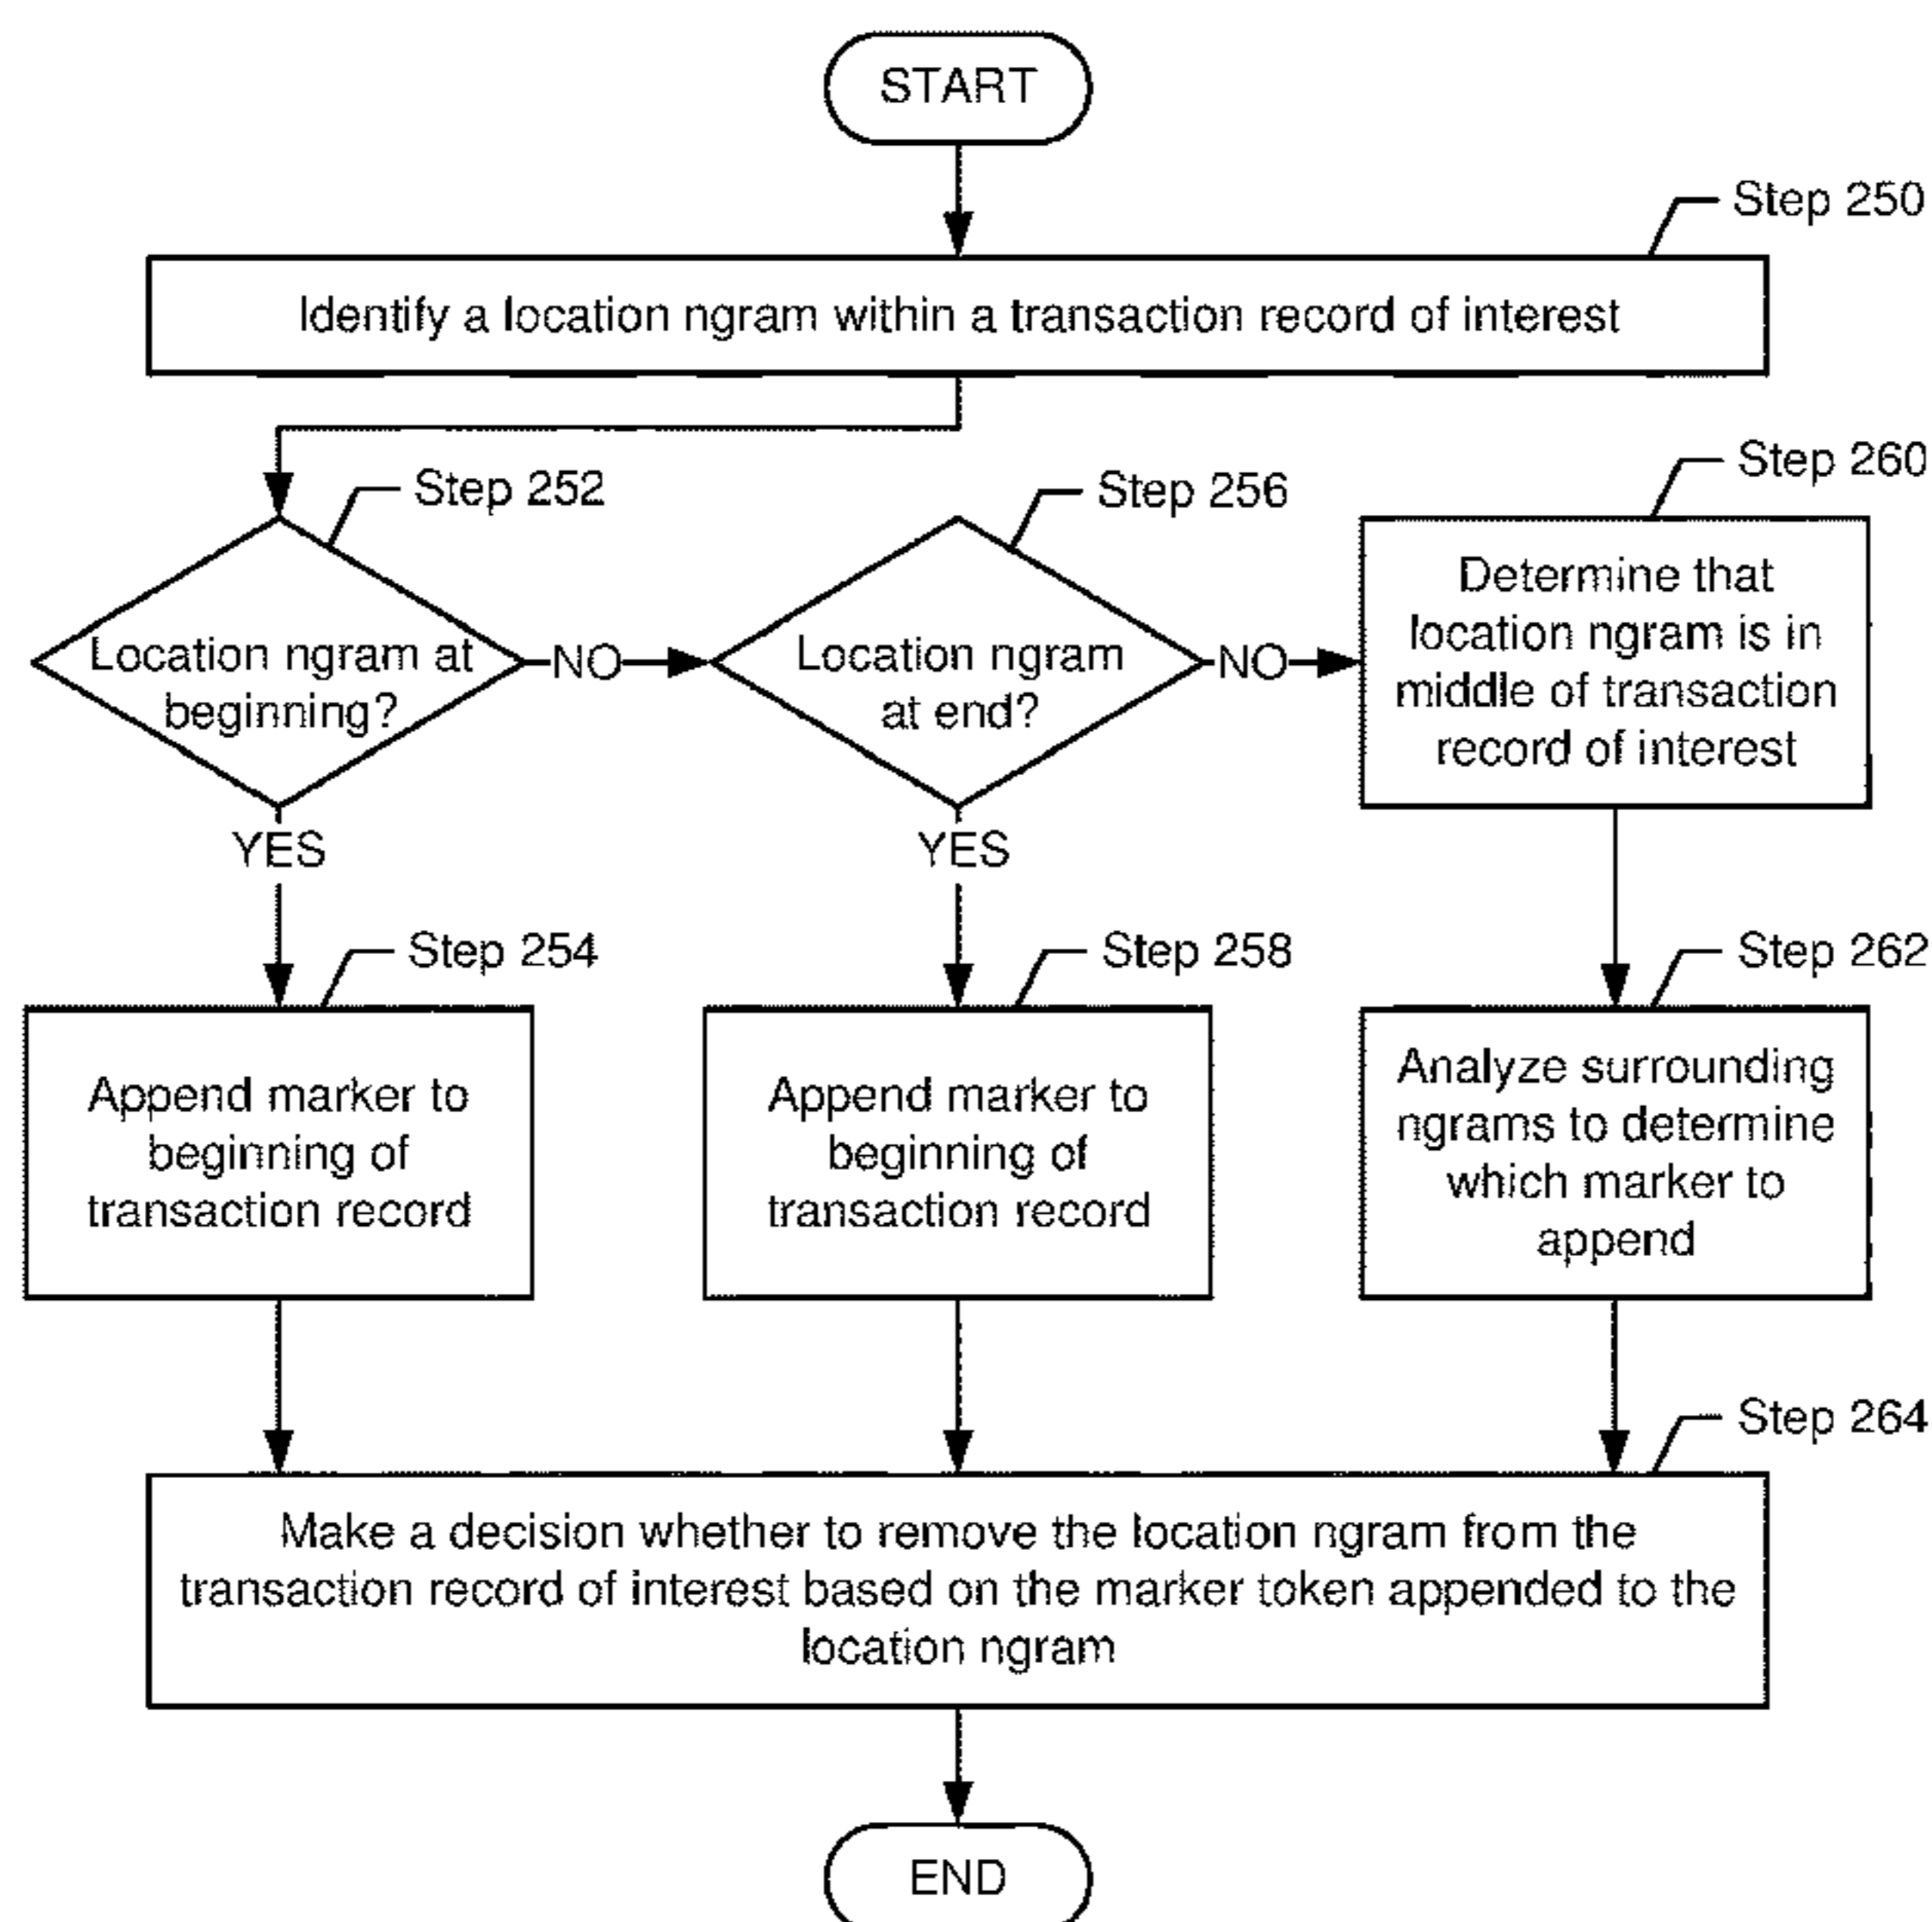 START
Step 250
Identify a location ngram within a transaction record of interest
Step 252
Step 256
Step 260
Location ngram at
beginning?
NO
Location ngram
at end?
NO
Determine that
location ngram is in
middle of transaction
record of interest
YES
YES
Step 254
Step 258
Step 262
Append marker to
beginning of
transaction record
Append marker to
beginning of
transaction record
Analyze surrounding
ngrams to determine
which marker to
append
Step 264
Make a decision whether to remove the location ngram from the
transaction record of interest based on the marker token appended to the
location ngram
END